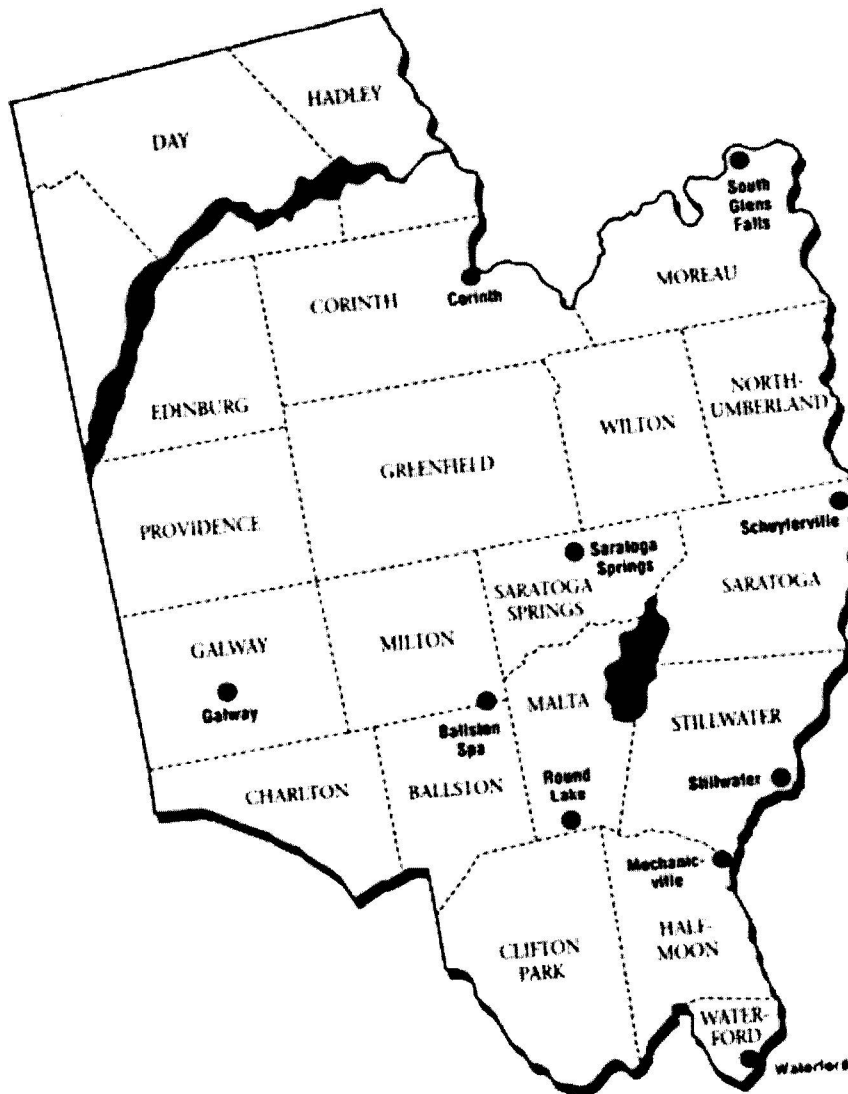 HADLEY
DAY
South
Glens
Falls
MOREAU
CORINTH
Corinth
NORTH-
UMBERLAND
EDINBURG
WILTON
GREENFIELD
PROVIDENCE
Schuylerville
Saratoga
Springs
SARATOGA
SARATOGA
SPRINGS
GALWAY
MILTON
Galway
MALTA
Ballston
Spa
STILLWATER
Stillwater
Round
Lake
CHARLTON
BALLSTON
Mechanic-
ville
HALF-
MOON
CLIFTON
PARK
WATER-
FORD
Waterford